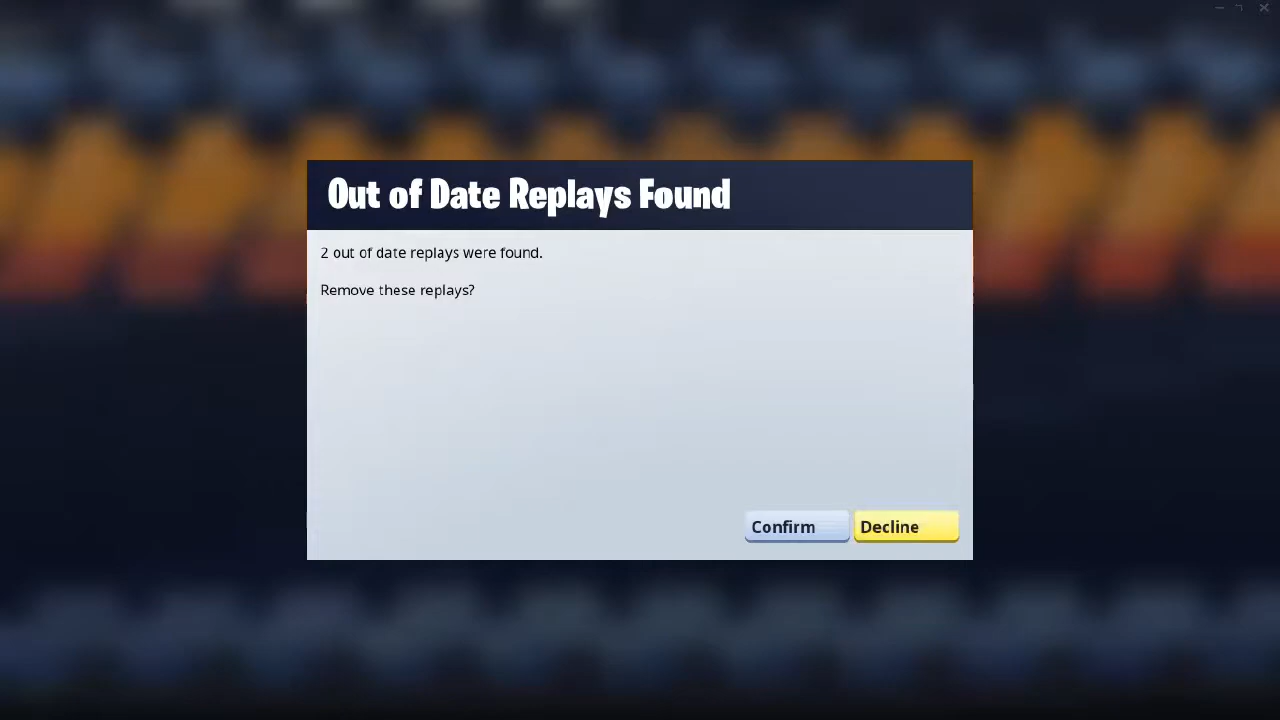 Out of Date Replays Found
2 out of date replays were found.
Remove these replays?
Confirm
Decline